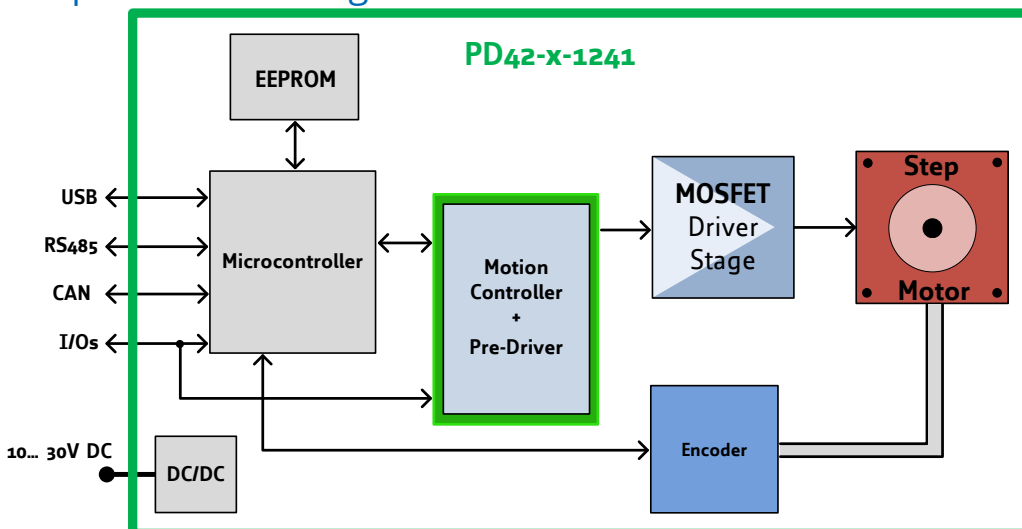 PD42-x-1241
EEPROM
USB
RS485
CAN
I/Os
Microcontroller
Motion
Controller
+
Pre-Driver
MOSFET
Driver
Stage
Step
Motor
Encoder
10... 30V DC
DC/DC